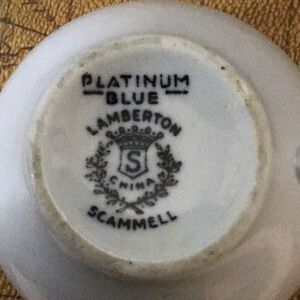 PLATINUM
BLUE
LAMBERTON
S
CHINA
SCAMMELL